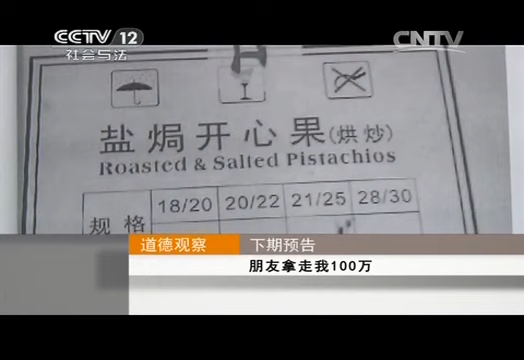 CCTV 12
社会与法
CNTV
盐焗开心果(烘炒)
Roasted & Salted Pistachios
规格 18/20 20/22 21/25 28/30
道德观察 下期预告
朋友拿走我100万